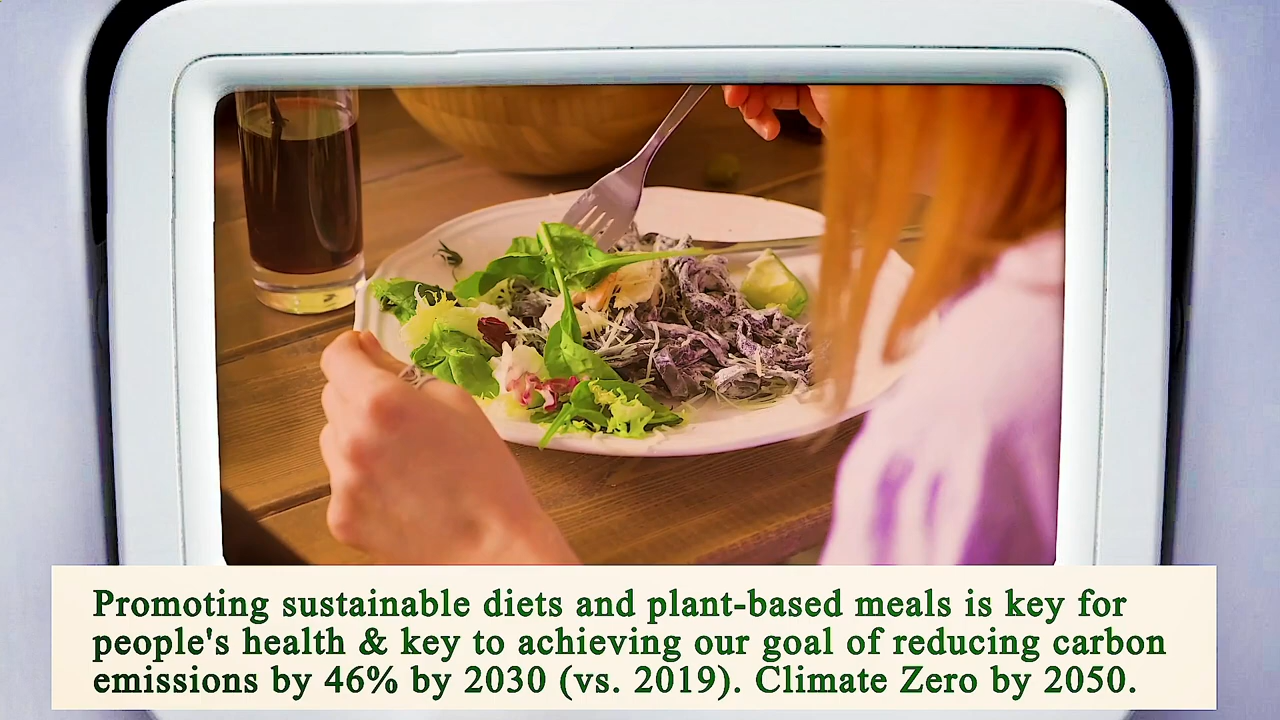 Promoting sustainable diets and plant-based meals is key for
people's health & key to achieving our goal of reducing carbon
emissions by 46% by 2030 (vs. 2019). Climate Zero by 2050.